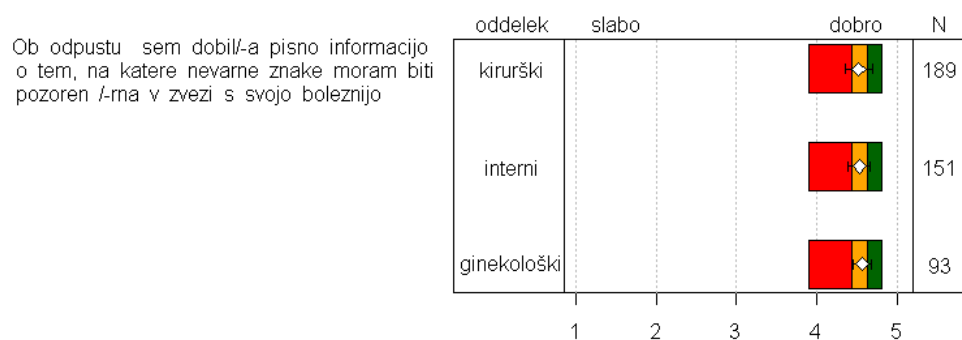 oddelek slabo dobro N
Ob odpustu sem dobil/-a pisno informacijo
o tem, na katere nevarne znake moram biti
pozoren /-rna v zvezi s svojo boleznijo
kirurški 189
interni 151
ginekološki 93
1 2 3 4 5